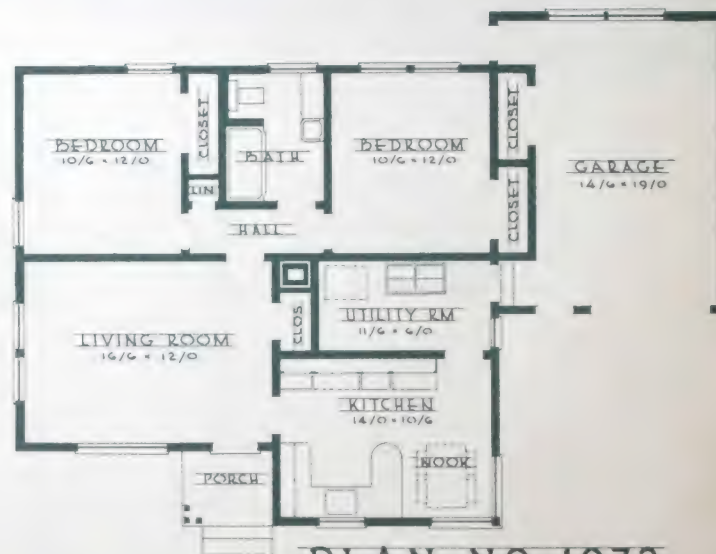 BEDROOM
10/6 × 12/0
CLOSET
BATH
BEDROOM
10/6 × 12/0
CLOSET
GARAGE
14/6 × 19/0
LIN
HALL
CLOSET
LIVING ROOM
16/6 × 12/0
CLOS
UTILITY RM
11/6 × 6/0
KITCHEN
14/0 × 10/6
NOOK
PORCH
PLAN NO